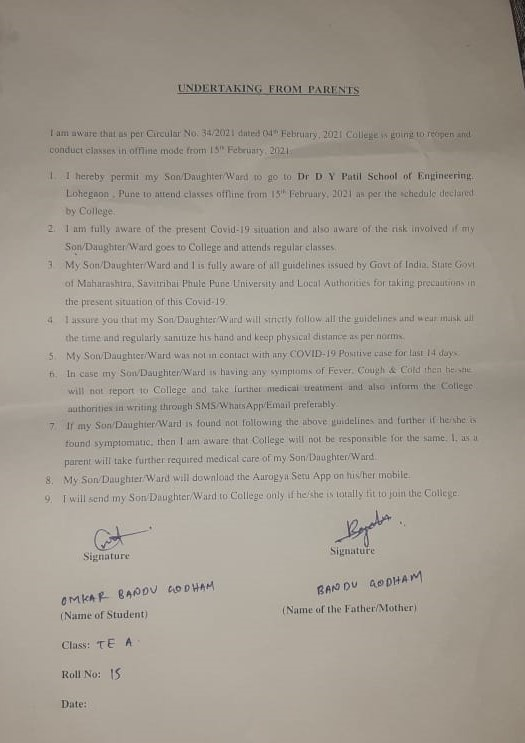 UNDERTAKING FROM PARENTS
I am aware that as per Circular No. 34/2021 dated 04th February, 2021 College is going to reopen and
conduct classes in offline mode from 15th February, 2021
1. I hereby permit my Son/Daughter/Ward to go to Dr D Y Patil School of Engineering,
Lohegaon , Pune to attend classes offline from 15th February, 2021 as per the schedule declared
by College.
2. I am fully aware of the present Covid-19 situation and also aware of the risk involved if my
Son/Daughter/Ward goes to College and attends regular classes.
3. My Son/Daughter/Ward and I is fully aware of all guidelines issued by Govt of India, State Govt
of Maharashtra, Savitribai Phule Pune University and Local Authorities for taking precautions in
the present situation of this Covid-19.
4. I assure you that my Son/Daughter/Ward will strictly follow all the guidelines and wear mask all
the time and regularly sanitize his hand and keep physical distance as per norms.
5. My Son/Daughter/Ward was not in contact with any COVID-19 Positive case for last 14 days.
6. In case my Son/Daughter/Ward is having any symptoms of Fever, Cough & Cold then he/she
will not report to College and take further medical treatment and also inform the College
authorities in writing through SMS/WhatsApp/Email preferably.
7. If my Son/Daughter/Ward is found not following the above guidelines and further if he/she is
found symptomatic, then I am aware that College will not be responsible for the same. I, as a
parent will take further required medical care of my Son/Daughter/Ward.
8. My Son/Daughter/Ward will download the Aarogya Setu App on his/her mobile.
9. I will send my Son/Daughter/Ward to College only if he/she is totally fit to join the College.
Signature Signature
OMKAR BANDU GODHAM BANDU GODHAM
(Name of Student) (Name of the Father/Mother)
Class: TE A
Roll No: 15
Date: